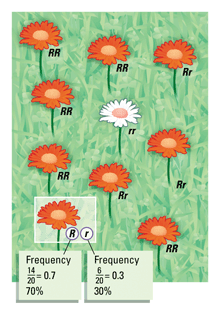 RR
RR
Rr
RR
rr
RR
Rr
Rr
RR
R r
Frequency
14
20 = 0.7
70%
Frequency
6
20 = 0.3
30%